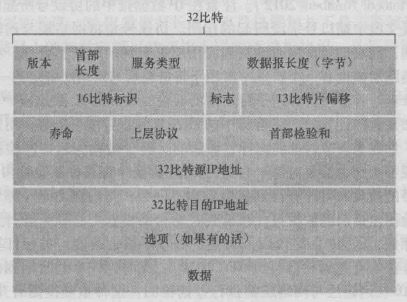 32比特
版本 首部长度 服务类型 数据报长度（字节）
16比特标识 标志 13比特片偏移
寿命 上层协议 首部检验和
32比特源IP地址
32比特目的IP地址
选项（如果有的话）
数据